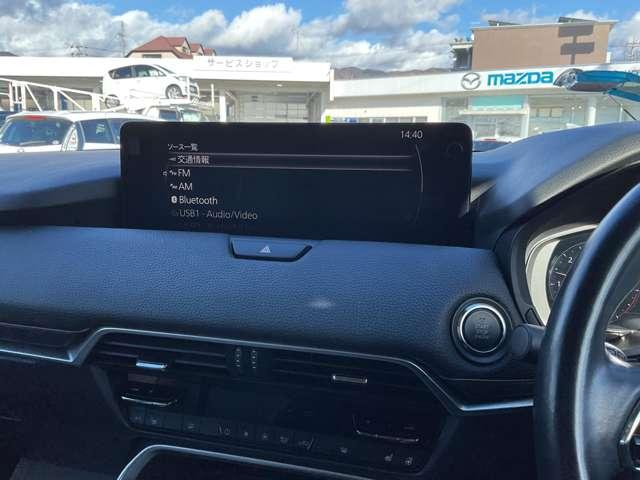 サービスショップ
mazda
14:40
ソース一覧
交通情報
FM
AM
Bluetooth
USB1 - Audio/Video